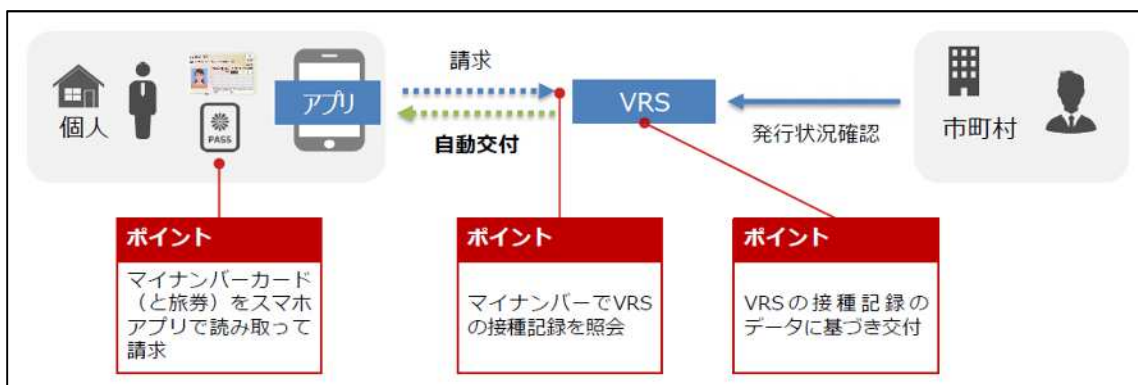 個人
PASS
アプリ
請求
自動交付
VRS
発行状況確認
市町村
ポイント
マイナンバーカード
（と旅券）をスマホ
アプリで読み取って
請求
ポイント
マイナンバーでVRS
の接種記録を照会
ポイント
VRSの接種記録の
データに基づき交付